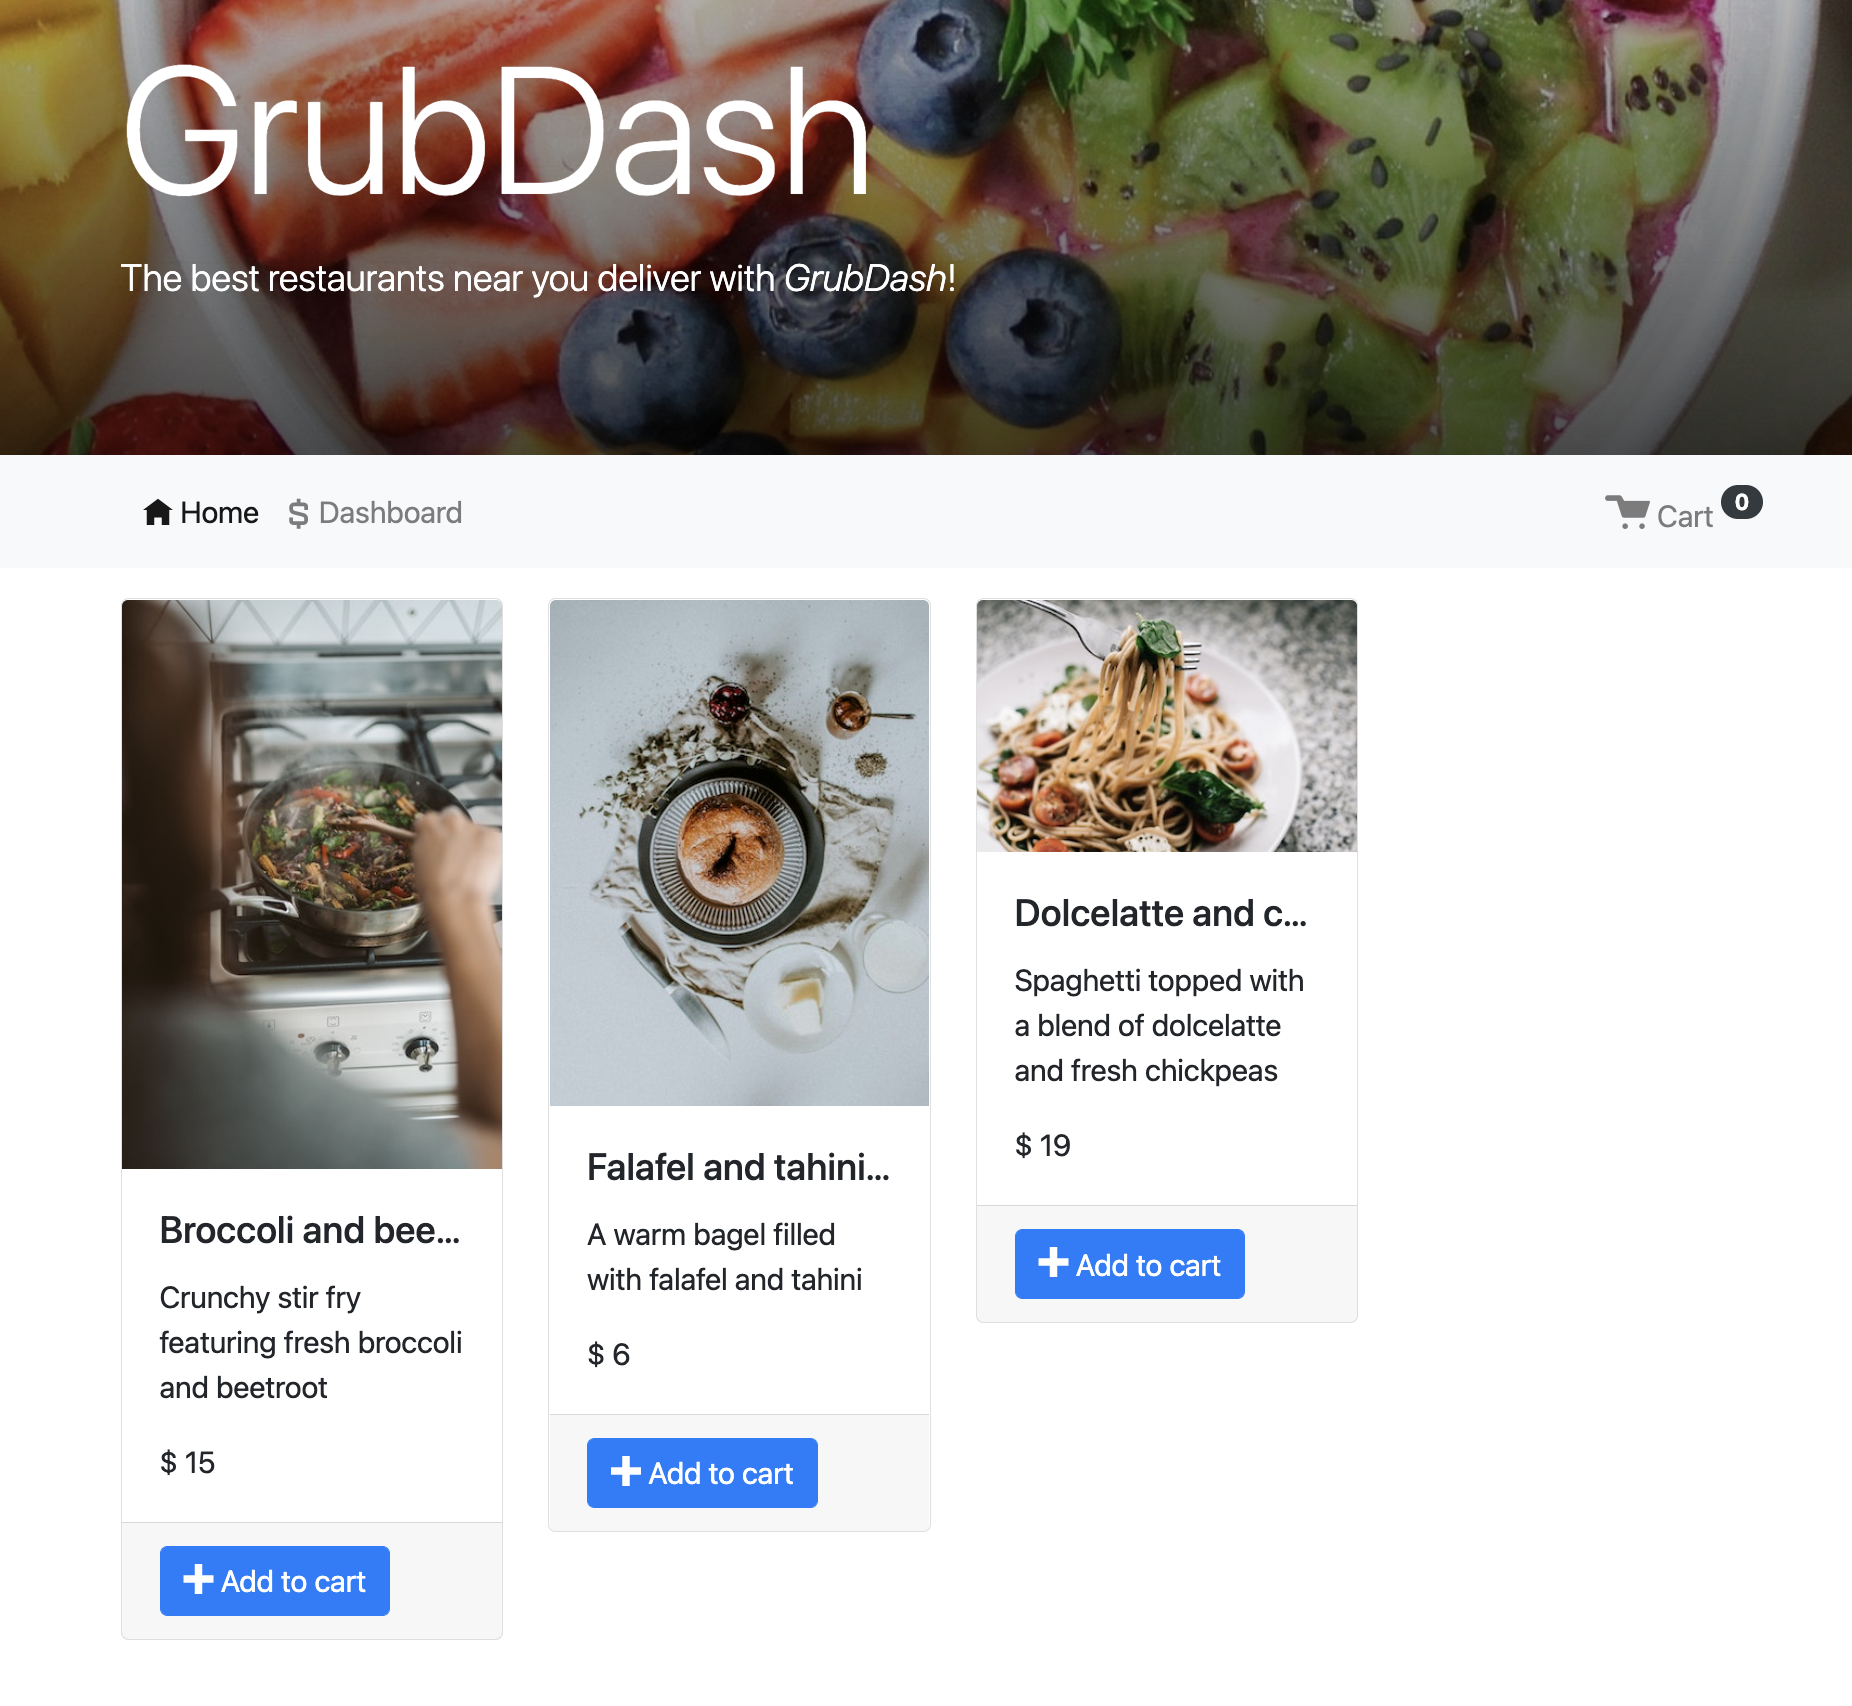 GrubDash
The best restaurants near you deliver with GrubDash!
Home
$ Dashboard
Cart 0
Broccoli and bee...
Crunchy stir fry
featuring fresh broccoli
and beetroot
$ 15
Add to cart
Falafel and tahini...
A warm bagel filled
with falafel and tahini
$ 6
Add to cart
Dolcelatte and c...
Spaghetti topped with
a blend of dolcelatte
and fresh chickpeas
$ 19
Add to cart